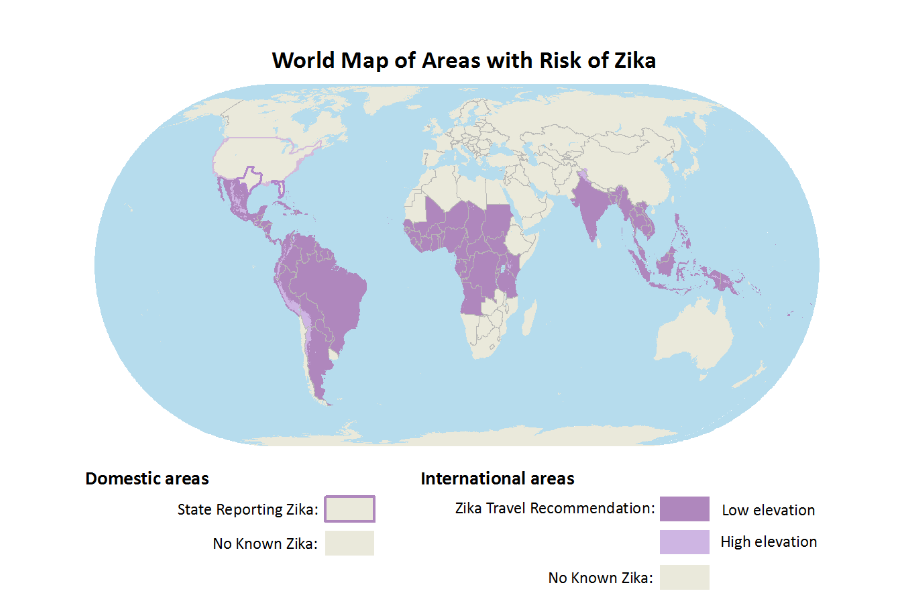 World Map of Areas with Risk of Zika
Domestic areas
State Reporting Zika:
No Known Zika:
International areas
Zika Travel Recommendation:
Low elevation
High elevation
No Known Zika: